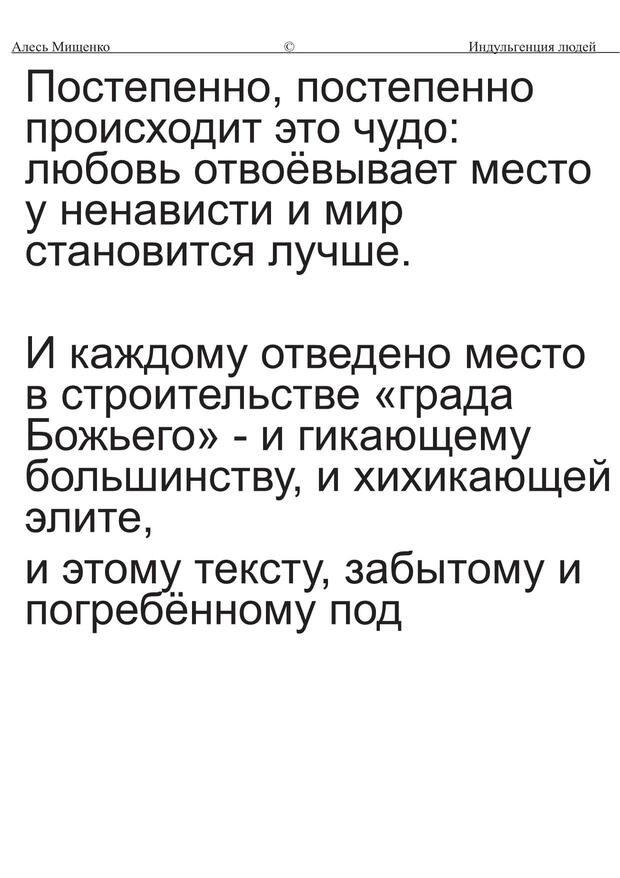 Алесь Мищенко © Индульгенция людей
Постепенно, постепенно
происходит это чудо:
любовь отвоёвывает место
у ненависти и мир
становится лучше.
И каждому отведено место
в строительстве «града
Божьего» - и гикающему
большинству, и хихикающей
элите,
и этому тексту, забытому и
погребённому под